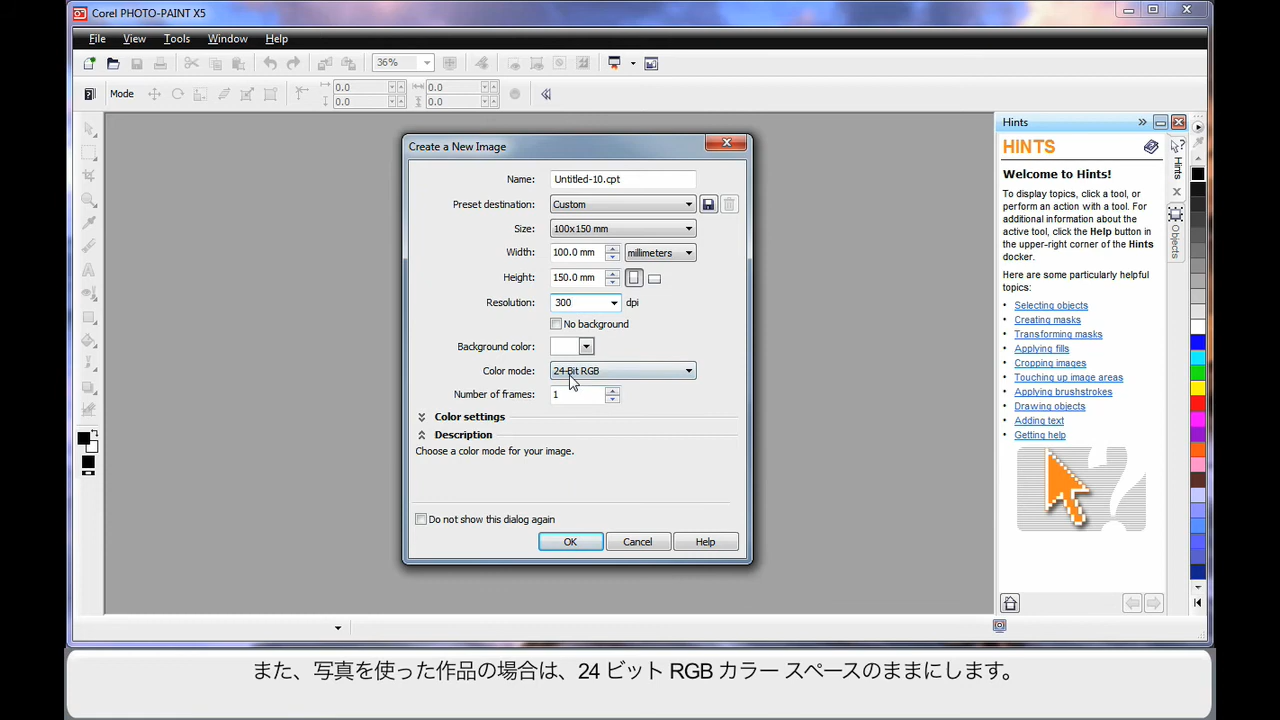 Corel PHOTO-PAINT X5
File View Tools Window Help
36%
Mode 0.0 0.0
0.0 0.0
Create a New Image
Name: Untitled-10.cpt
Preset destination: Custom
Size: 100x150 mm
Width: 100.0 mm millimeters
Height: 150.0 mm
Resolution: 300 dpi
No background
Background color:
Color mode: 24-Bit RGB
Number of frames: 1
Color settings
Description
Choose a color mode for your image.
Do not show this dialog again
OK Cancel Help
Hints
HINTS
Welcome to Hints!
To display topics, click a tool, or
perform an action with a tool. For
additional information about the
active tool, click the Help button in
the upper-right corner of the Hints
docker.
Here are some particularly helpful
topics:
• Selecting objects
• Creating masks
• Transforming masks
• Applying fills
• Cropping images
• Touching up image areas
• Applying brushstrokes
• Drawing objects
• Adding text
• Getting help
Hints
Objects
また、写真を使った作品の場合は、24 ビット RGB カラー スペースのままにします。